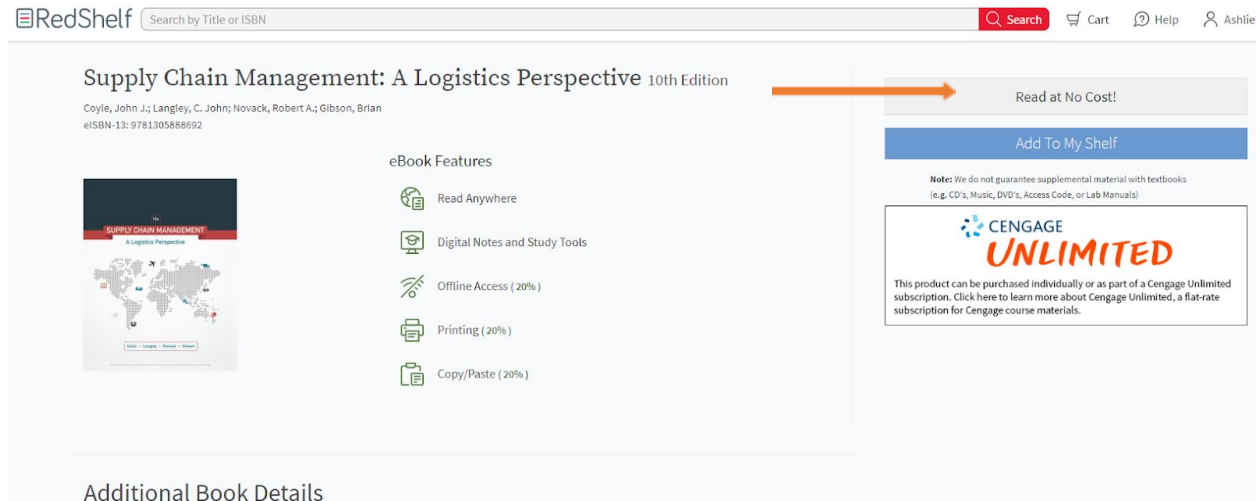 RedShelf
Search by Title or ISBN
Search
Cart
Help
Ashlie
Supply Chain Management: A Logistics Perspective 10th Edition
Coyle, John J.; Langley, C. John; Novack, Robert A.; Gibson, Brian
eISBN-13: 9781305888692
SUPPLY CHAIN MANAGEMENT
A Logistics Perspective
Coyle • Langley • Novack • Gibson
eBook Features
Read Anywhere
Digital Notes and Study Tools
Offline Access ( 20% )
Printing ( 20% )
Copy/Paste ( 20% )
Read at No Cost!
Add To My Shelf
Note: We do not guarantee supplemental material with textbooks
(e.g. CD's, Music, DVD's, Access Code, or Lab Manuals)
CENGAGE
UNLIMITED
This product can be purchased individually or as part of a Cengage Unlimited
subscription. Click here to learn more about Cengage Unlimited, a flat-rate
subscription for Cengage course materials.
Additional Book Details